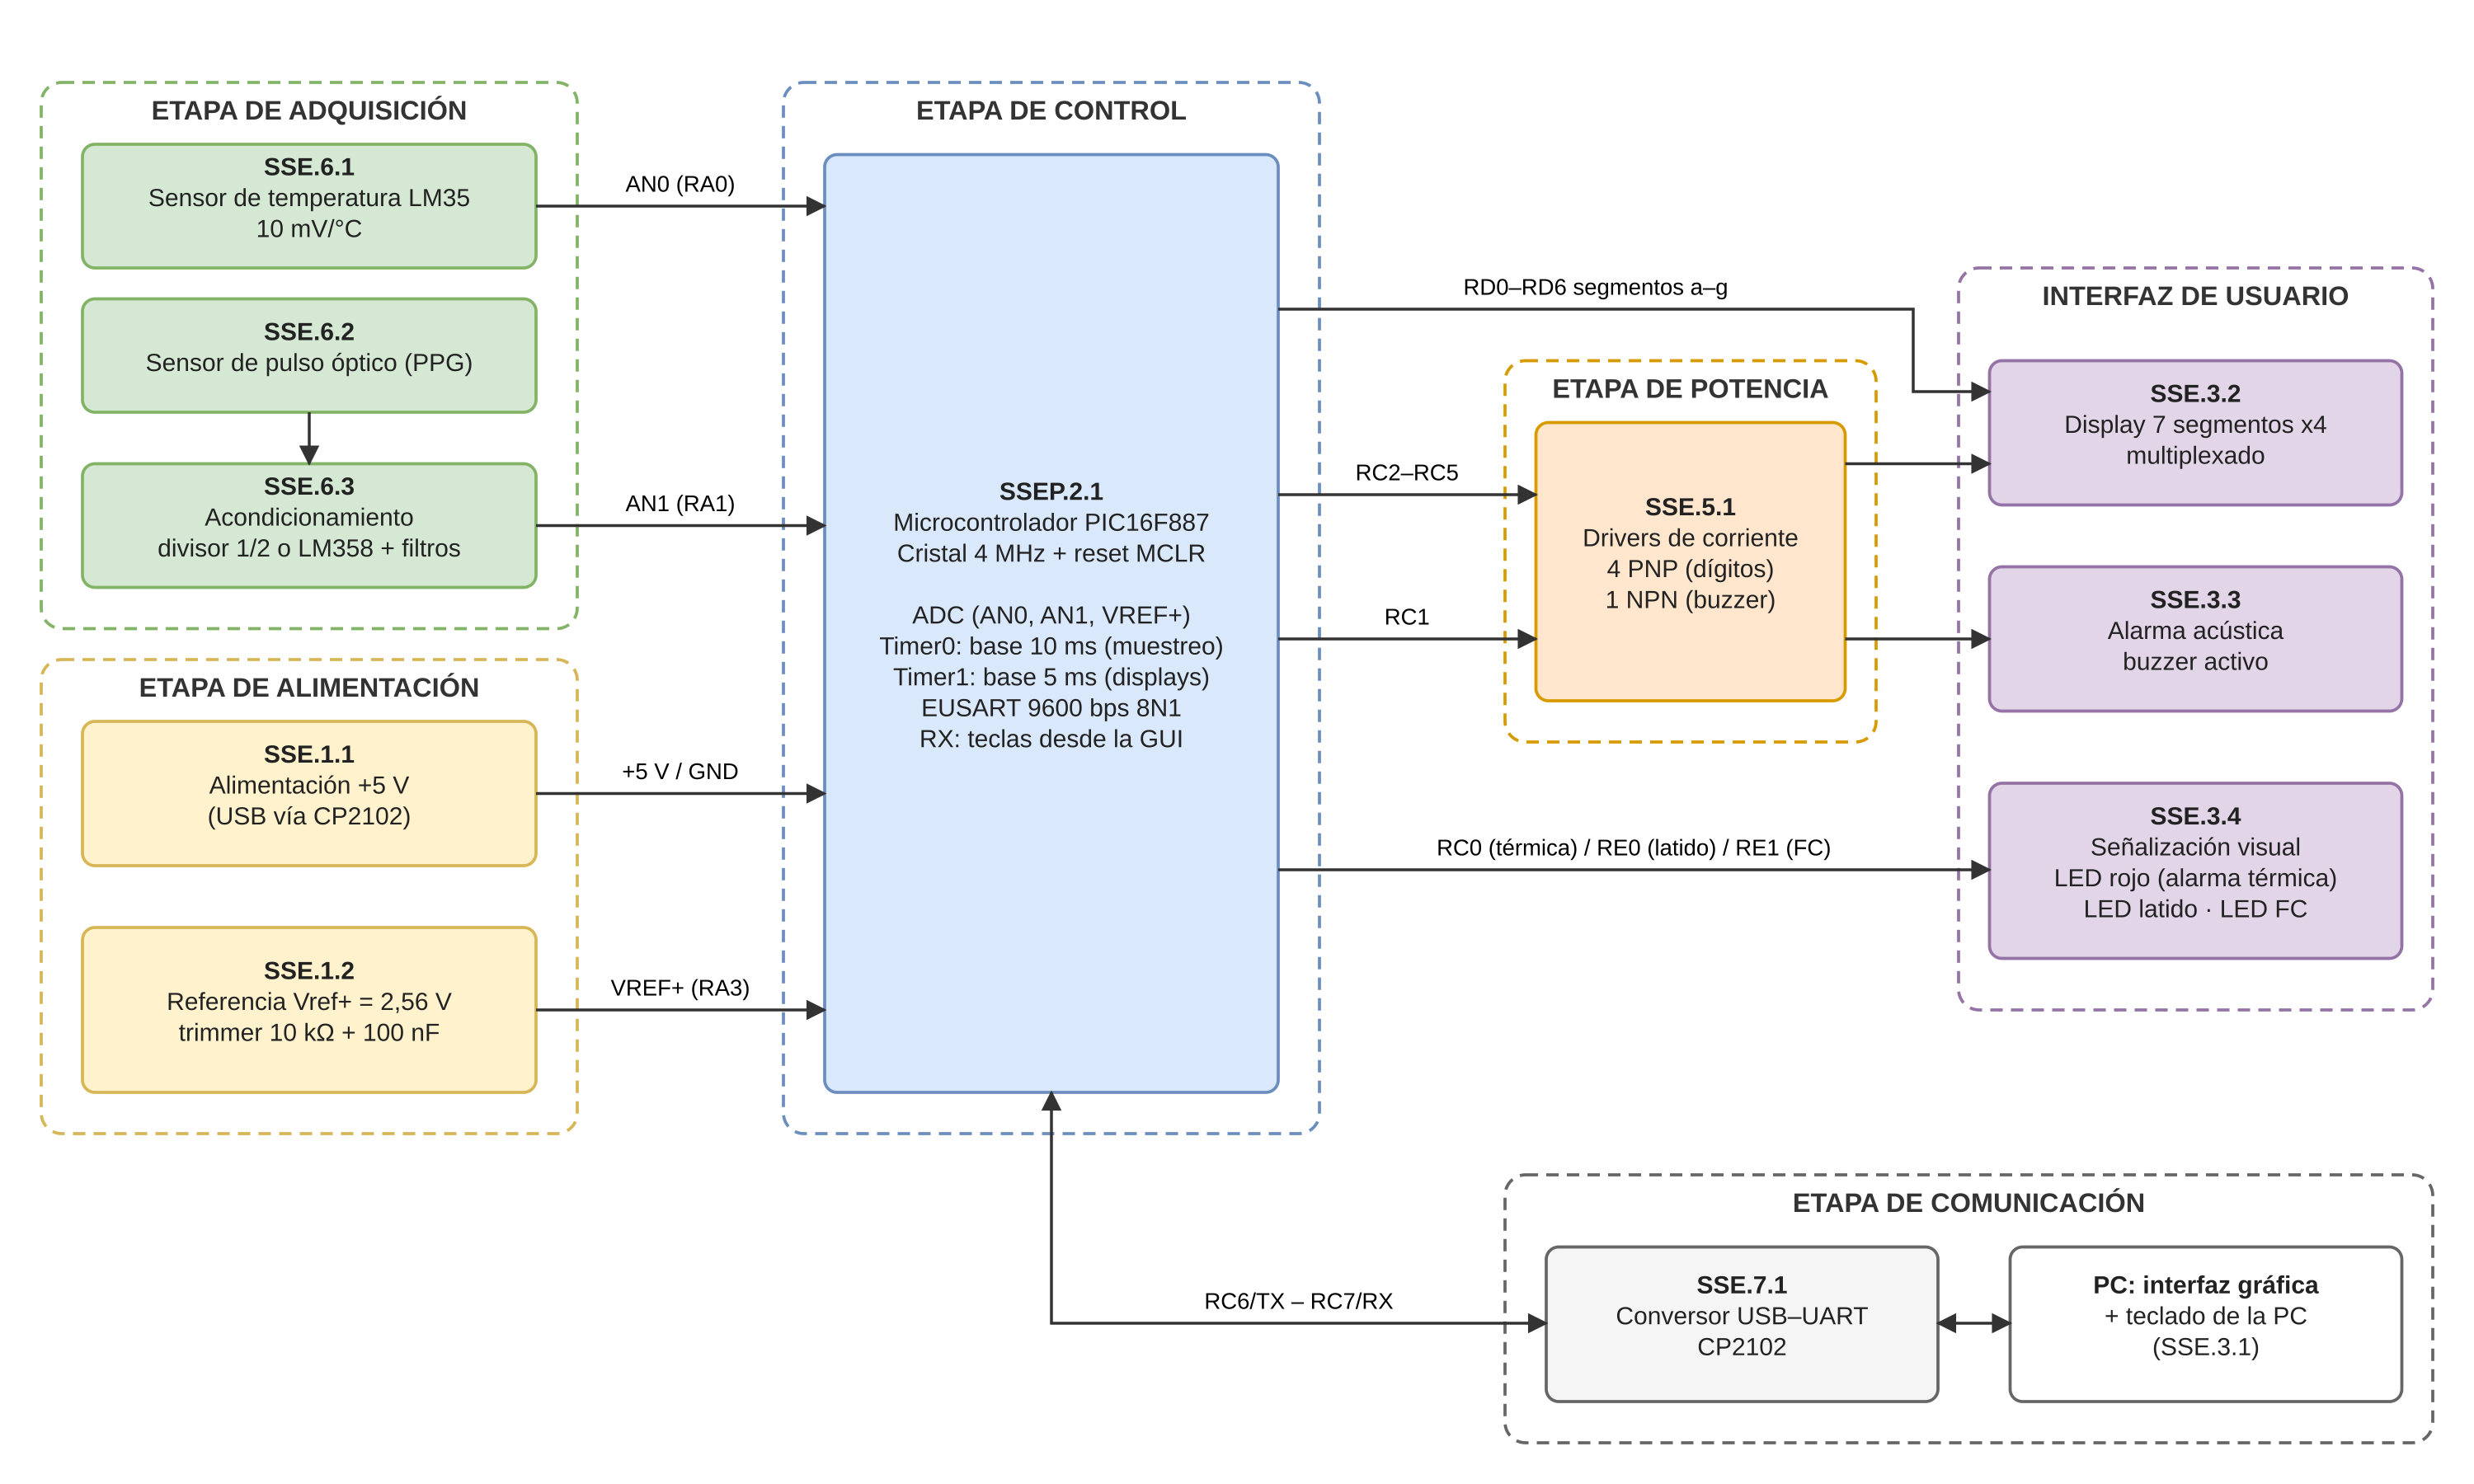 ETAPA DE ADQUISICIÓN
SSE.6.1
Sensor de temperatura LM35
10 mV/°C
SSE.6.2
Sensor de pulso óptico (PPG)
SSE.6.3
Acondicionamiento
divisor 1/2 o LM358 + filtros
ETAPA DE ALIMENTACIÓN
SSE.1.1
Alimentación +5 V
(USB vía CP2102)
SSE.1.2
Referencia Vref+ = 2,56 V
trimmer 10 kΩ + 100 nF
AN0 (RA0)
AN1 (RA1)
+5 V / GND
VREF+ (RA3)
ETAPA DE CONTROL
SSEP.2.1
Microcontrolador PIC16F887
Cristal 4 MHz + reset MCLR
ADC (AN0, AN1, VREF+)
Timer0: base 10 ms (muestreo)
Timer1: base 5 ms (displays)
EUSART 9600 bps 8N1
RX: teclas desde la GUI
RD0–RD6 segmentos a–g
RC2–RC5
RC1
RC0 (térmica) / RE0 (latido) / RE1 (FC)
RC6/TX – RC7/RX
ETAPA DE POTENCIA
SSE.5.1
Drivers de corriente
4 PNP (dígitos)
1 NPN (buzzer)
INTERFAZ DE USUARIO
SSE.3.2
Display 7 segmentos x4
multiplexado
SSE.3.3
Alarma acústica
buzzer activo
SSE.3.4
Señalización visual
LED rojo (alarma térmica)
LED latido · LED FC
ETAPA DE COMUNICACIÓN
SSE.7.1
Conversor USB–UART
CP2102
PC: interfaz gráfica
+ teclado de la PC
(SSE.3.1)